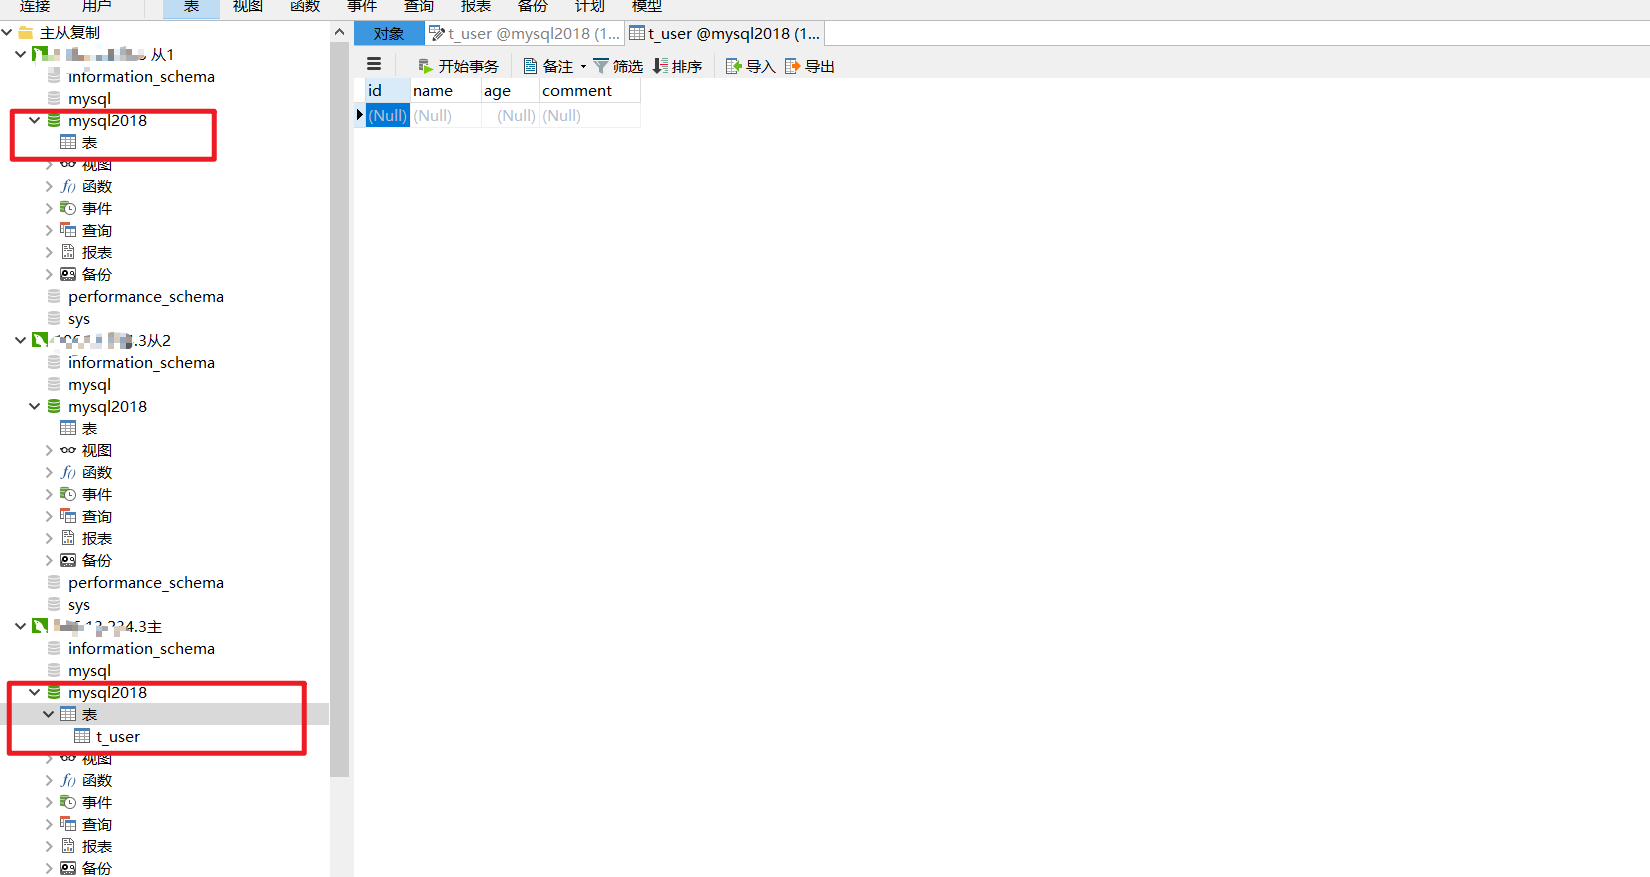 连接 用户 表 视图 函数 事件 查询 报表 备份 计划 模型
主从复制
从1
information_schema
mysql
mysql2018
表
视图
函数
事件
查询
报表
备份
performance_schema
sys
.3从2
information_schema
mysql
mysql2018
表
视图
函数
事件
查询
报表
备份
performance_schema
sys
4.3主
information_schema
mysql
mysql2018
表
t_user
视图
函数
事件
查询
报表
备份
对象 t_user @mysql2018 (1... t_user @mysql2018 (1...
开始事务 备注 筛选 排序 导入 导出
id name age comment
(Null) (Null) (Null) (Null)